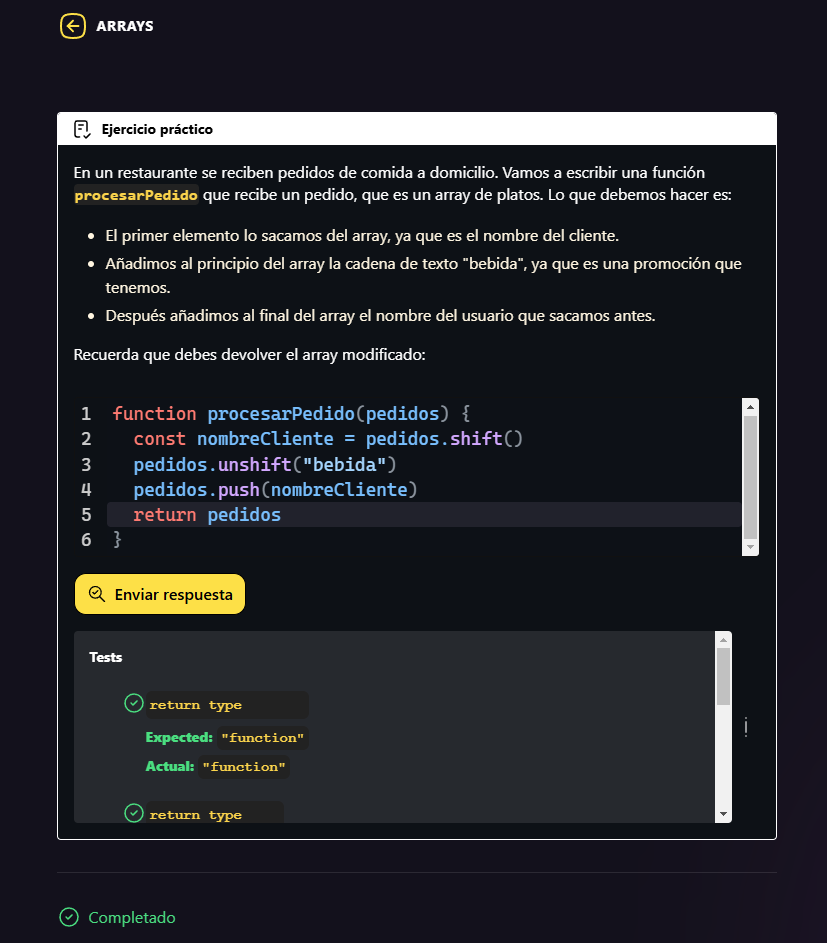 ARRAYS
Ejercicio práctico
En un restaurante se reciben pedidos de comida a domicilio. Vamos a escribir una función
procesarPedido que recibe un pedido, que es un array de platos. Lo que debemos hacer es:
• El primer elemento lo sacamos del array, ya que es el nombre del cliente.
• Añadimos al principio del array la cadena de texto "bebida", ya que es una promoción que
tenemos.
• Después añadimos al final del array el nombre del usuario que sacamos antes.
Recuerda que debes devolver el array modificado:
1 function procesarPedido(pedidos) {
2   const nombreCliente = pedidos.shift()
3   pedidos.unshift("bebida")
4   pedidos.push(nombreCliente)
5   return pedidos
6 }
Enviar respuesta
Tests
return type
Expected: "function"
Actual: "function"
return type
Completado